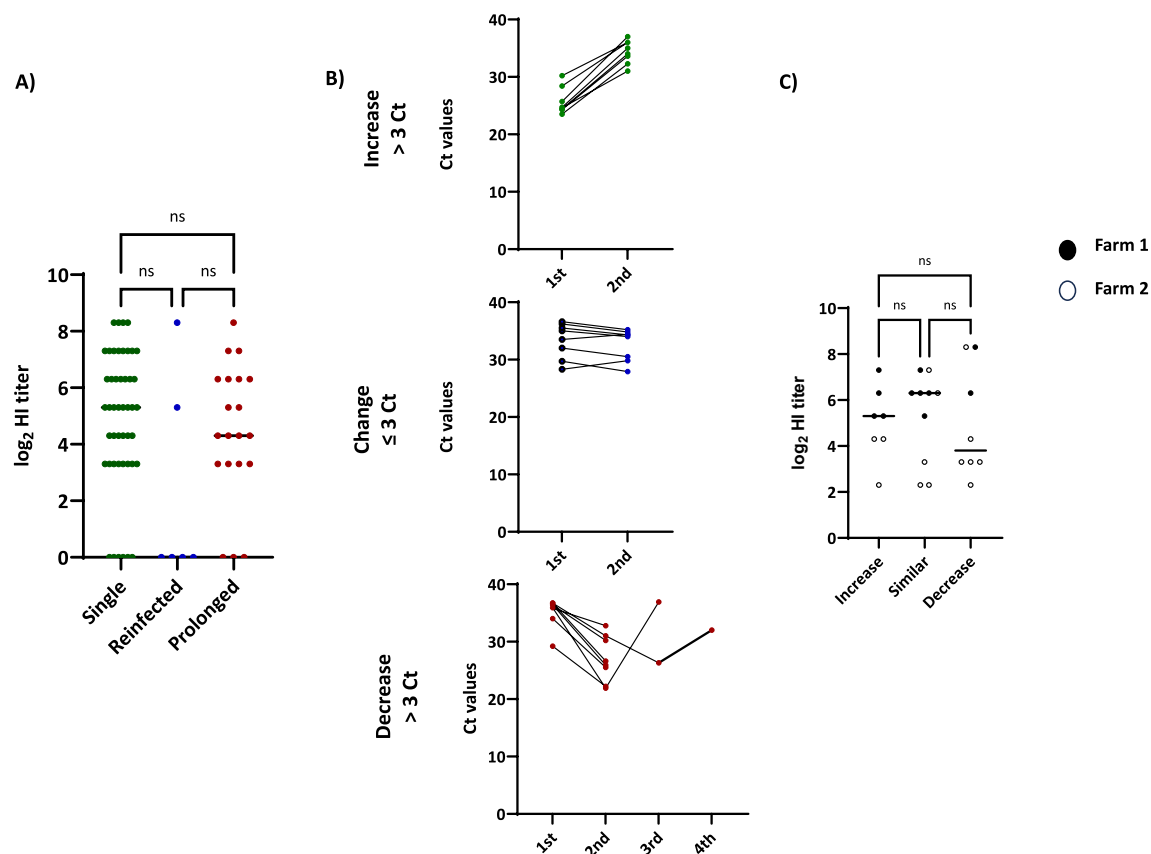 A)
ns
ns
ns
10
8
6
4
2
0
log2 HI titer
Single
Reinfected
Prolonged
B)
Increase
> 3 Ct
Ct values
40
30
20
10
0
1st
2nd
Change
≤ 3 Ct
Ct values
40
30
20
10
0
1st
2nd
Decrease
> 3 Ct
Ct values
40
30
20
10
0
1st
2nd
3rd
4th
C)
ns
ns
ns
10
8
6
4
2
0
log2 HI titer
Increase
Similar
Decrease
Farm 1
Farm 2